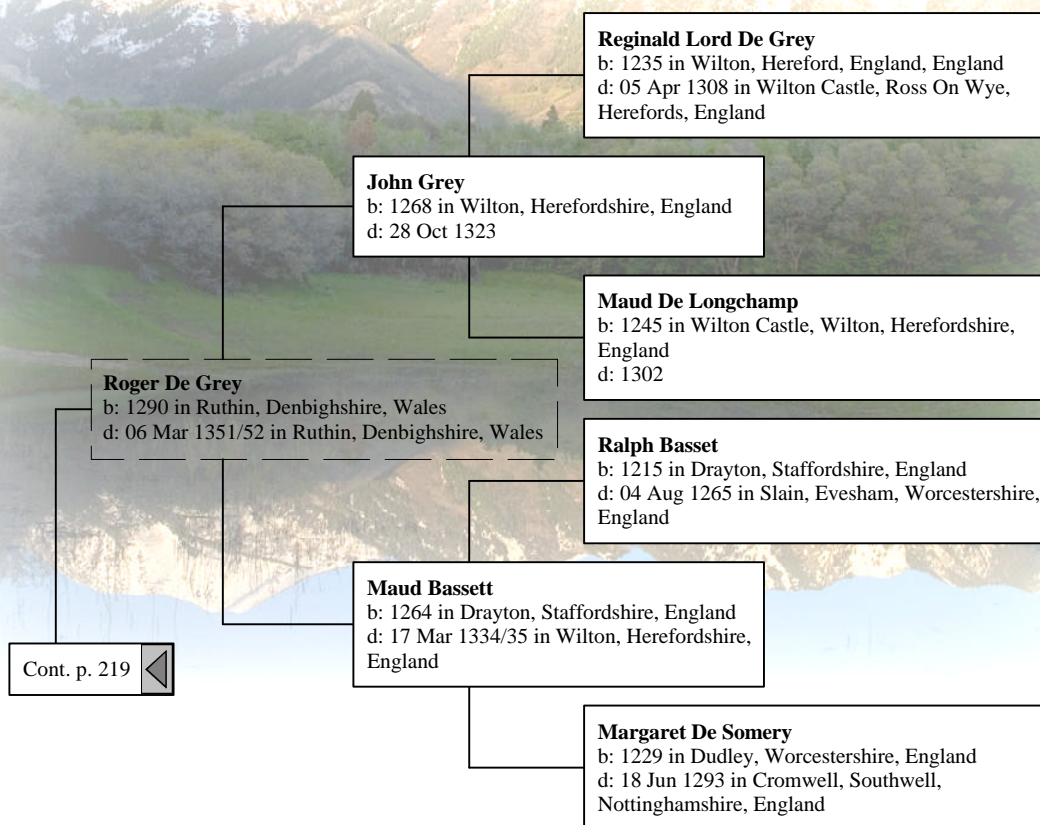 Reginald Lord De Grey
b: 1235 in Wilton, Hereford, England, England
d: 05 Apr 1308 in Wilton Castle, Ross On Wye,
Herefords, England
John Grey
b: 1268 in Wilton, Herefordshire, England
d: 28 Oct 1323
Maud De Longchamp
b: 1245 in Wilton Castle, Wilton, Herefordshire,
England
d: 1302
Roger De Grey
b: 1290 in Ruthin, Denbighshire, Wales
d: 06 Mar 1351/52 in Ruthin, Denbighshire, Wales
Ralph Basset
b: 1215 in Drayton, Staffordshire, England
d: 04 Aug 1265 in Slain, Evesham, Worcestershire,
England
Maud Bassett
b: 1264 in Drayton, Staffordshire, England
d: 17 Mar 1334/35 in Wilton, Herefordshire,
England
Cont. p. 219
Margaret De Somery
b: 1229 in Dudley, Worcestershire, England
d: 18 Jun 1293 in Cromwell, Southwell,
Nottinghamshire, England